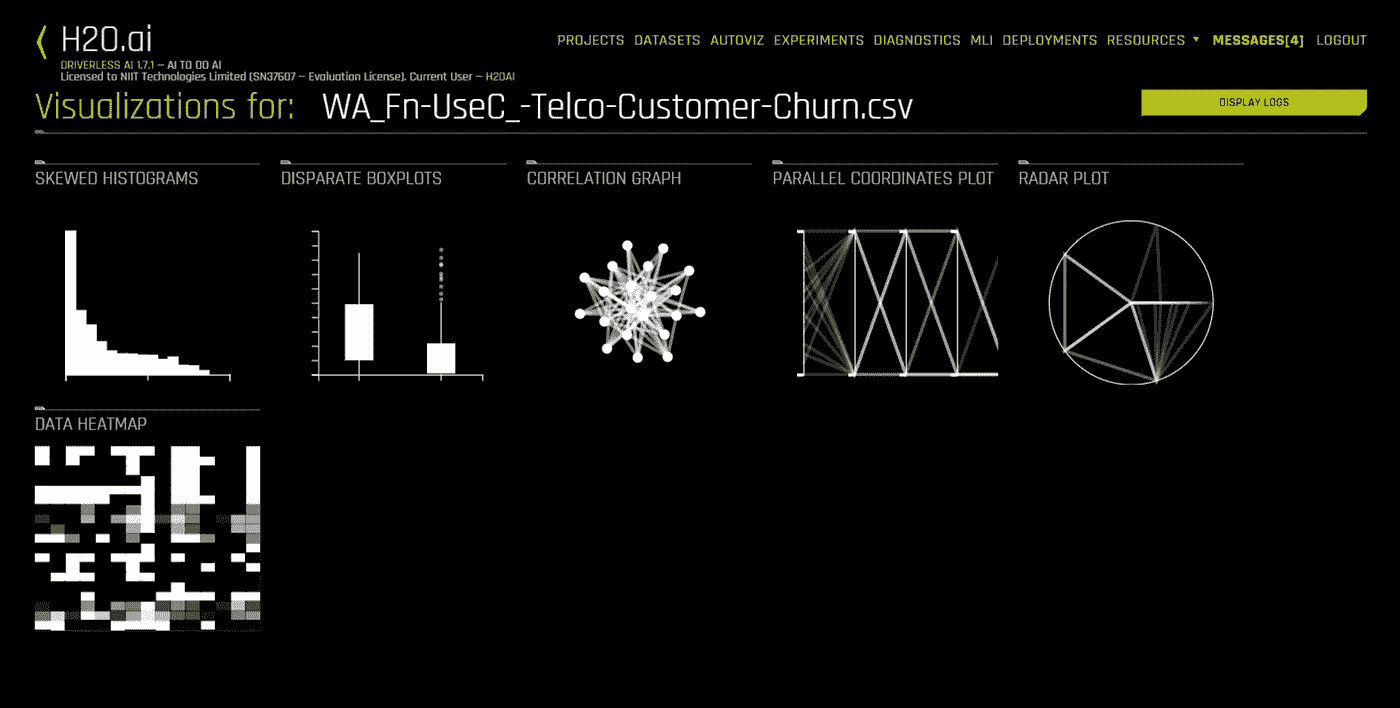 H2O.ai
PROJECTS DATASETS AUTOVIZ EXPERIMENTS DIAGNOSTICS MLI DEPLOYMENTS RESOURCES MESSAGES[4] LOGOUT
DRIVERLESS AI 1.7.1 — AI TO DO AI
Licensed to NIIT Technologies Limited (SN37607 — Evaluation License). Current User — H2OAI
Visualizations for: WA_Fn-UseC_-Telco-Customer-Churn.csv
DISPLAY LOGS
SKEWED HISTOGRAMS
DISPARATE BOXPLOTS
CORRELATION GRAPH
PARALLEL COORDINATES PLOT
RADAR PLOT
DATA HEATMAP